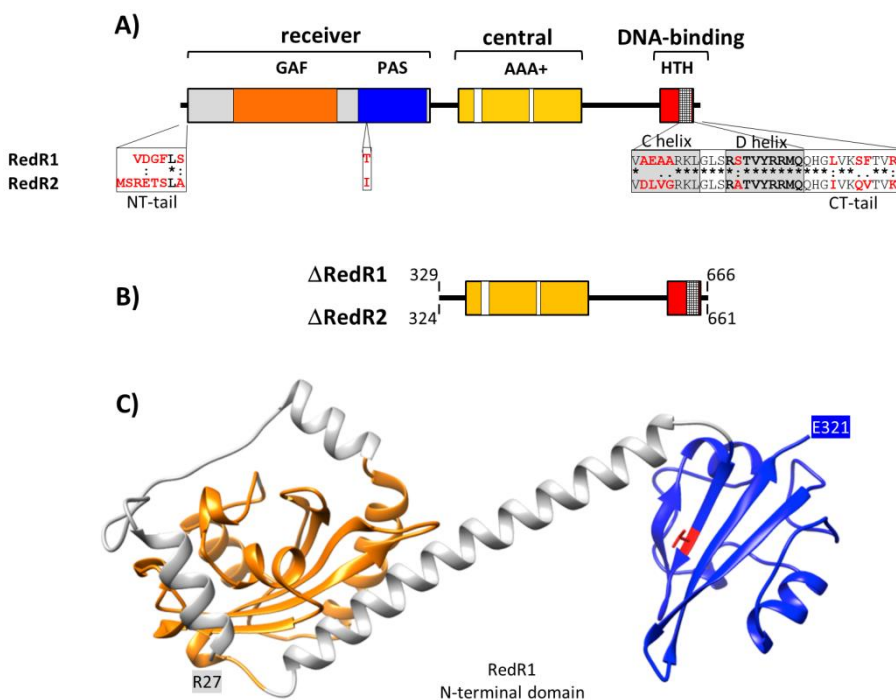 A)
receiver central DNA-binding
GAF PAS AAA+ HTH
C helix D helix
RedR1 VDGFLS T VAEAARKLGLSRSTVYRRMQQHGLVKSFTVR
: *: * .. ********:**************:***..***:
RedR2 MSRETSLA I VDLVGRKLGLSRATVYRRMQQHGIVKQVTVK
NT-tail CT-tail
B)
ΔRedR1 329 666
ΔRedR2 324 661
C)
E321
R27
RedR1
N-terminal domain